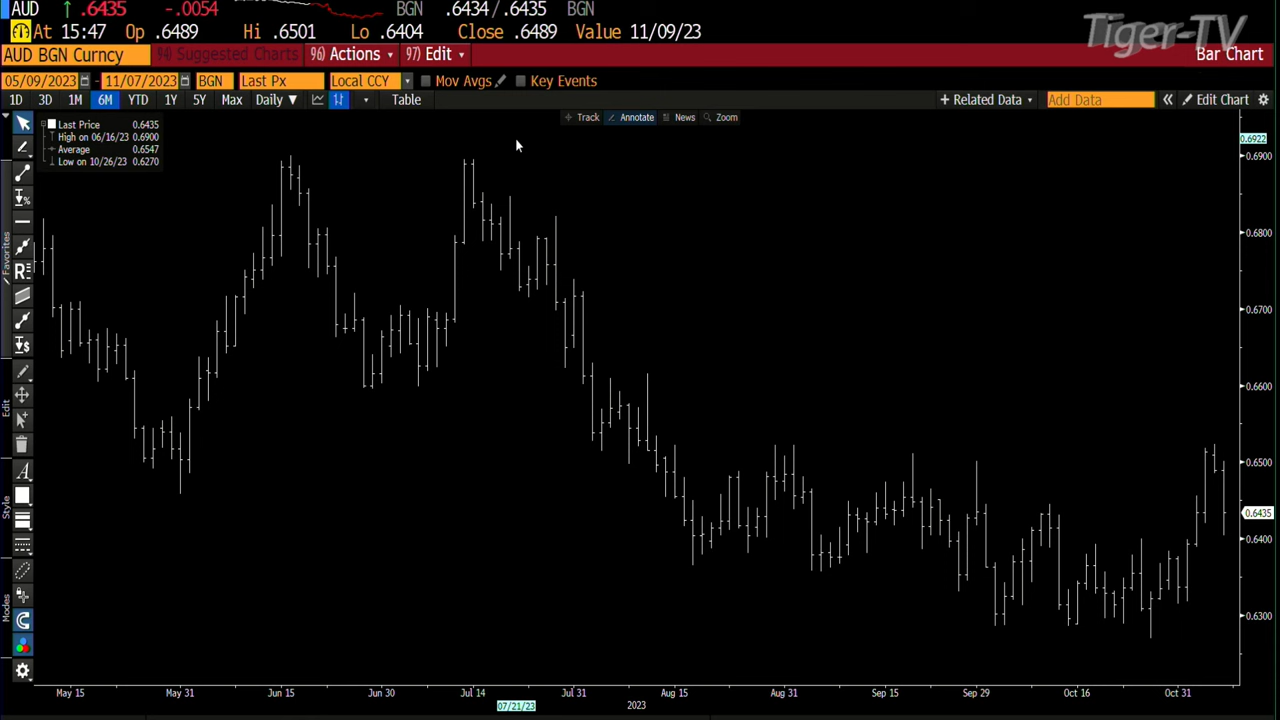 AUD ↑ .6435 -.0054 BGN .6434/.6435 BGN
At 15:47 Op .6489 Hi .6501 Lo .6404 Close .6489 Value 11/09/23
Tiger-TV
AUD BGN Curncy 94) Suggested Charts 96) Actions 97) Edit Bar Chart
05/09/2023 - 11/07/2023 BGN Last Px Local CCY Mov Avgs Key Events
1D 3D 1M 6M YTD 1Y 5Y Max Daily ▼ Table + Related Data Add Data « Edit Chart
Track Annotate News Zoom
Last Price 0.6435
High on 06/16/23 0.6900
Average 0.6547
Low on 10/26/23 0.6270
0.6922
0.6900
0.6800
0.6700
0.6600
0.6500
0.6435
0.6400
0.6300
Favorites
Edit
Style
Modes
May 15 May 31 Jun 15 Jun 30 Jul 14 Jul 31 Aug 15 Aug 31 Sep 15 Sep 29 Oct 16 Oct 31
07/21/23 2023